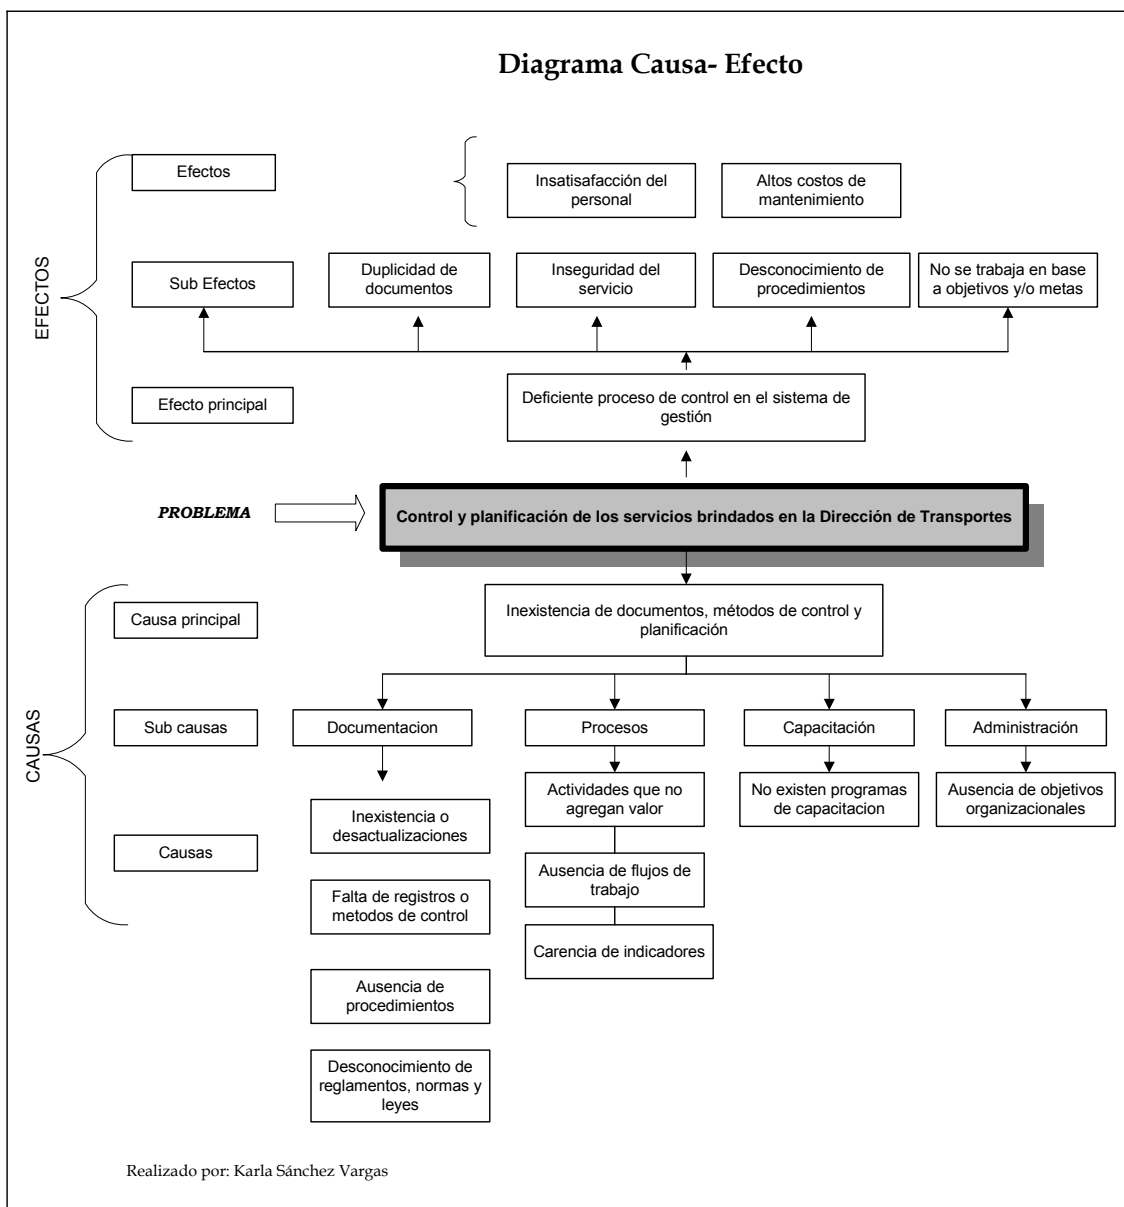 Diagrama Causa- Efecto
EFECTOS
Efectos
Insatisafacción del
personal
Altos costos de
mantenimiento
Sub Efectos
Duplicidad de
documentos
Inseguridad del
servicio
Desconocimiento de
procedimientos
No se trabaja en base
a objetivos y/o metas
Efecto principal
Deficiente proceso de control en el sistema de
gestión
PROBLEMA
Control y planificación de los servicios brindados en la Dirección de Transportes
CAUSAS
Causa principal
Inexistencia de documentos, métodos de control y
planificación
Sub causas
Documentacion
Procesos
Capacitación
Administración
Causas
Inexistencia o
desactualizaciones
Falta de registros o
metodos de control
Ausencia de
procedimientos
Desconocimiento de
reglamentos, normas y
leyes
Actividades que no
agregan valor
Ausencia de flujos de
trabajo
Carencia de indicadores
No existen programas
de capacitacion
Ausencia de objetivos
organizacionales
Realizado por: Karla Sánchez Vargas